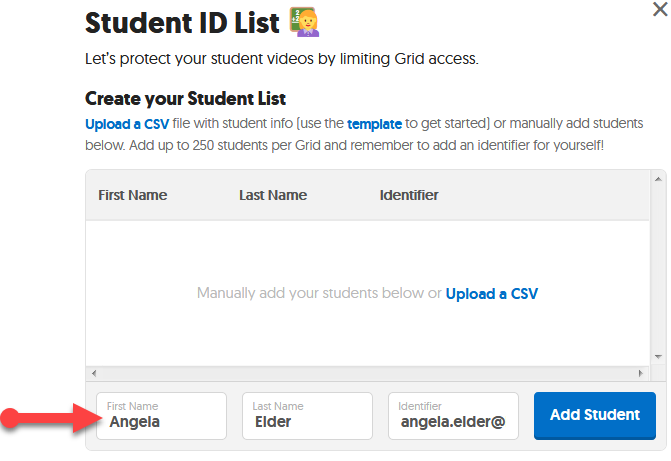 Student ID List
Let's protect your student videos by limiting Grid access.
Create your Student List
Upload a CSV file with student info (use the template to get started) or manually add students
below. Add up to 250 students per Grid and remember to add an identifier for yourself!
First Name Last Name Identifier
Manually add your students below or Upload a CSV
First Name Last Name Identifier
Angela Elder angela.elder@ Add Student